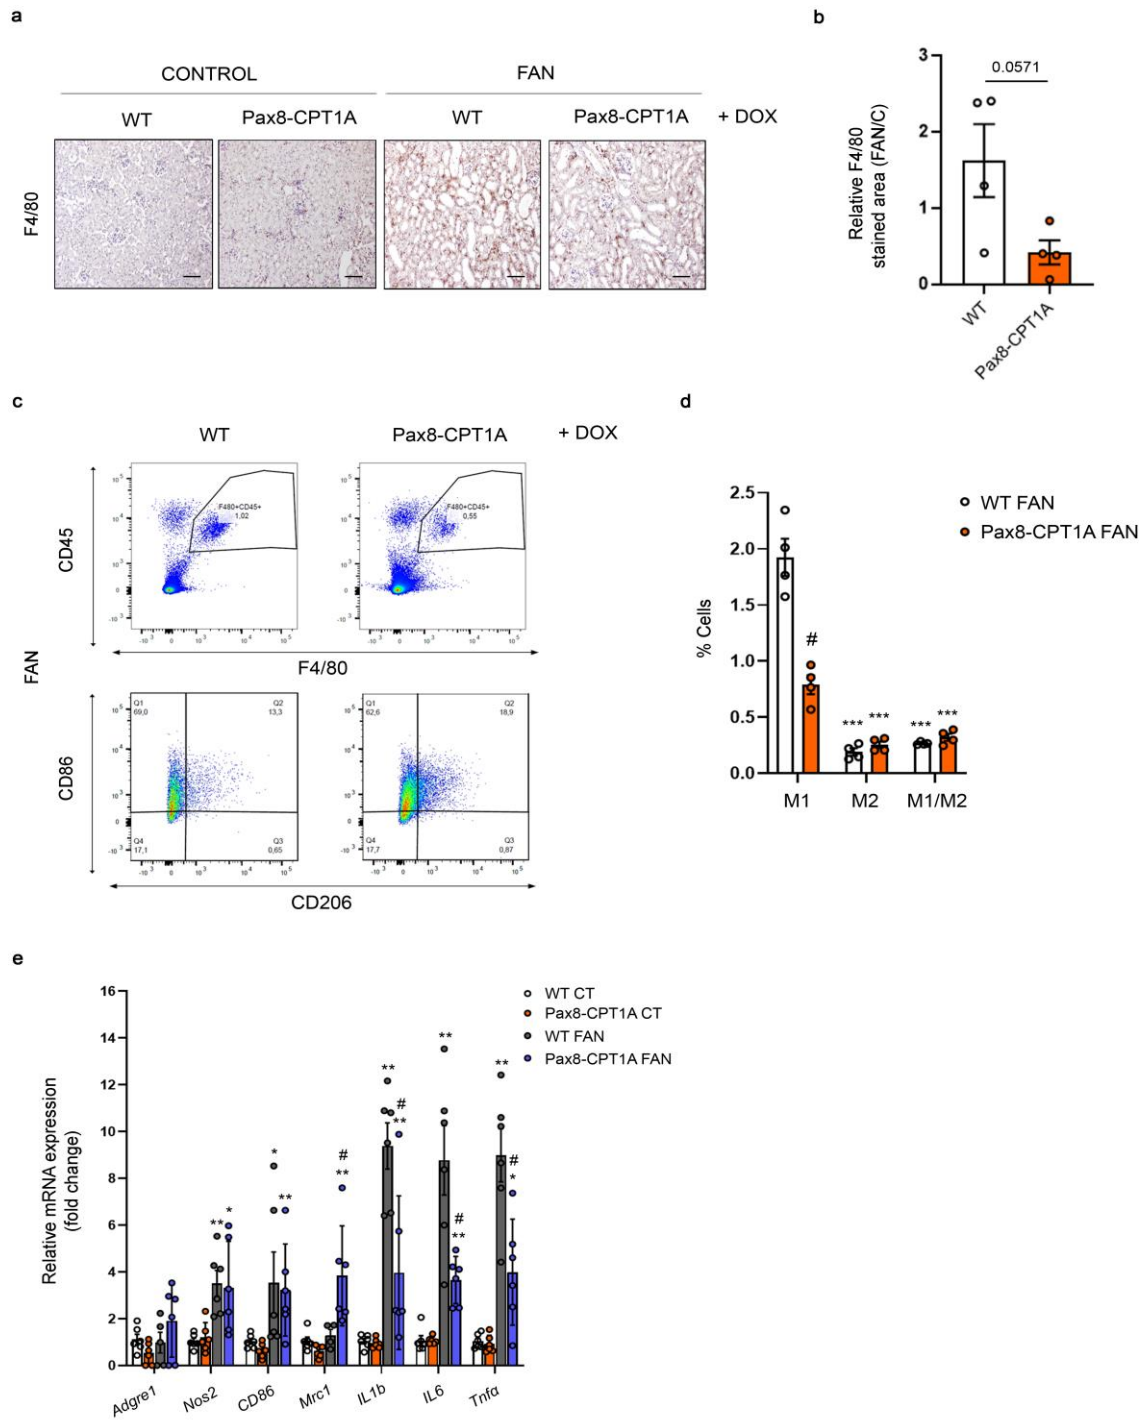 a
CONTROL
FAN
WT
Pax8-CPT1A
WT
Pax8-CPT1A
+ DOX
F4/80
b
3
2
1
0
0.0571
Relative F4/80
stained area (FAN/C)
WT
Pax8-CPT1A
c
WT
Pax8-CPT1A
+ DOX
FAN
CD45
F480+CD45+
1,02
F480+CD45+
0,55
F4/80
CD86
Q1
69,0
Q2
13,3
Q4
17,1
Q3
0,65
Q1
62,6
Q2
18,9
Q4
17,7
Q3
0,87
CD206
d
2.5
2.0
1.5
1.0
0.5
0.0
% Cells
WT FAN
Pax8-CPT1A FAN
#
***
***
***
***
M1
M2
M1/M2
e
16
14
12
10
8
6
4
2
0
Relative mRNA expression
(fold change)
WT CT
Pax8-CPT1A CT
WT FAN
Pax8-CPT1A FAN
**
*
*
**
#
**
**
#
**
**
#
**
**
#
*
Adgre1
Nos2
CD86
Mrc1
IL1b
IL6
Tnfα